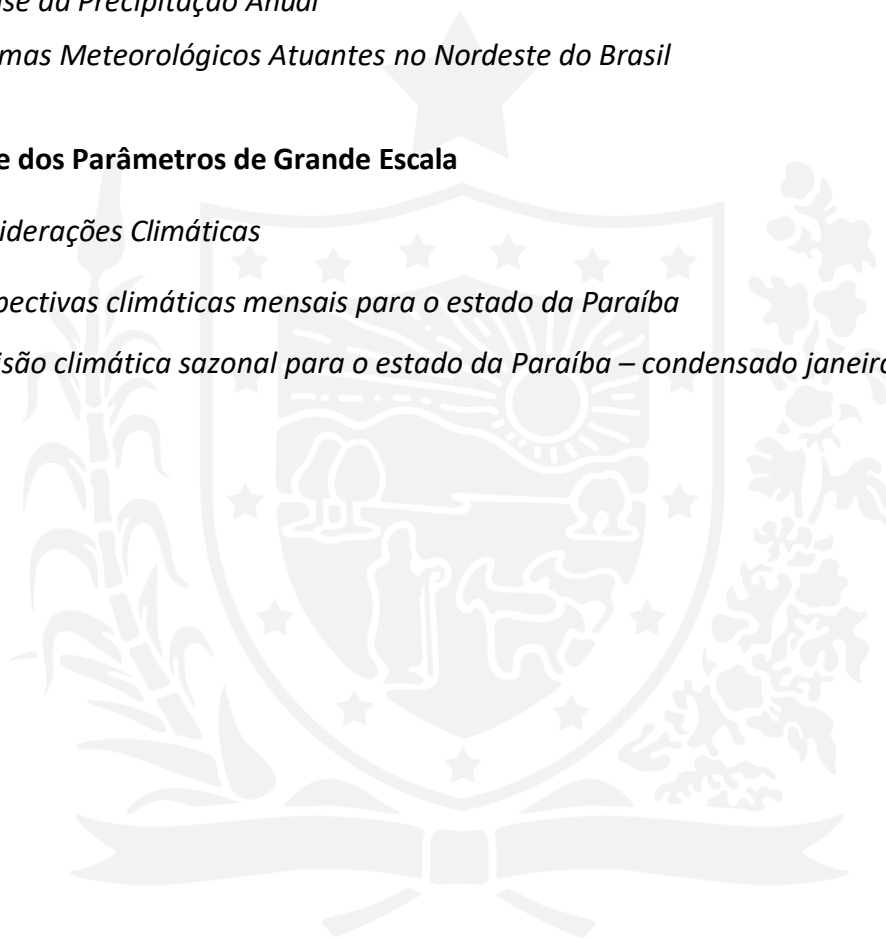 se da Precipitação Anual
mas Meteorológicos Atuantes no Nordeste do Brasil
e dos Parâmetros de Grande Escala
iderações Climáticas
pectivas climáticas mensais para o estado da Paraíba
isão climática sazonal para o estado da Paraíba – condensado janeiro